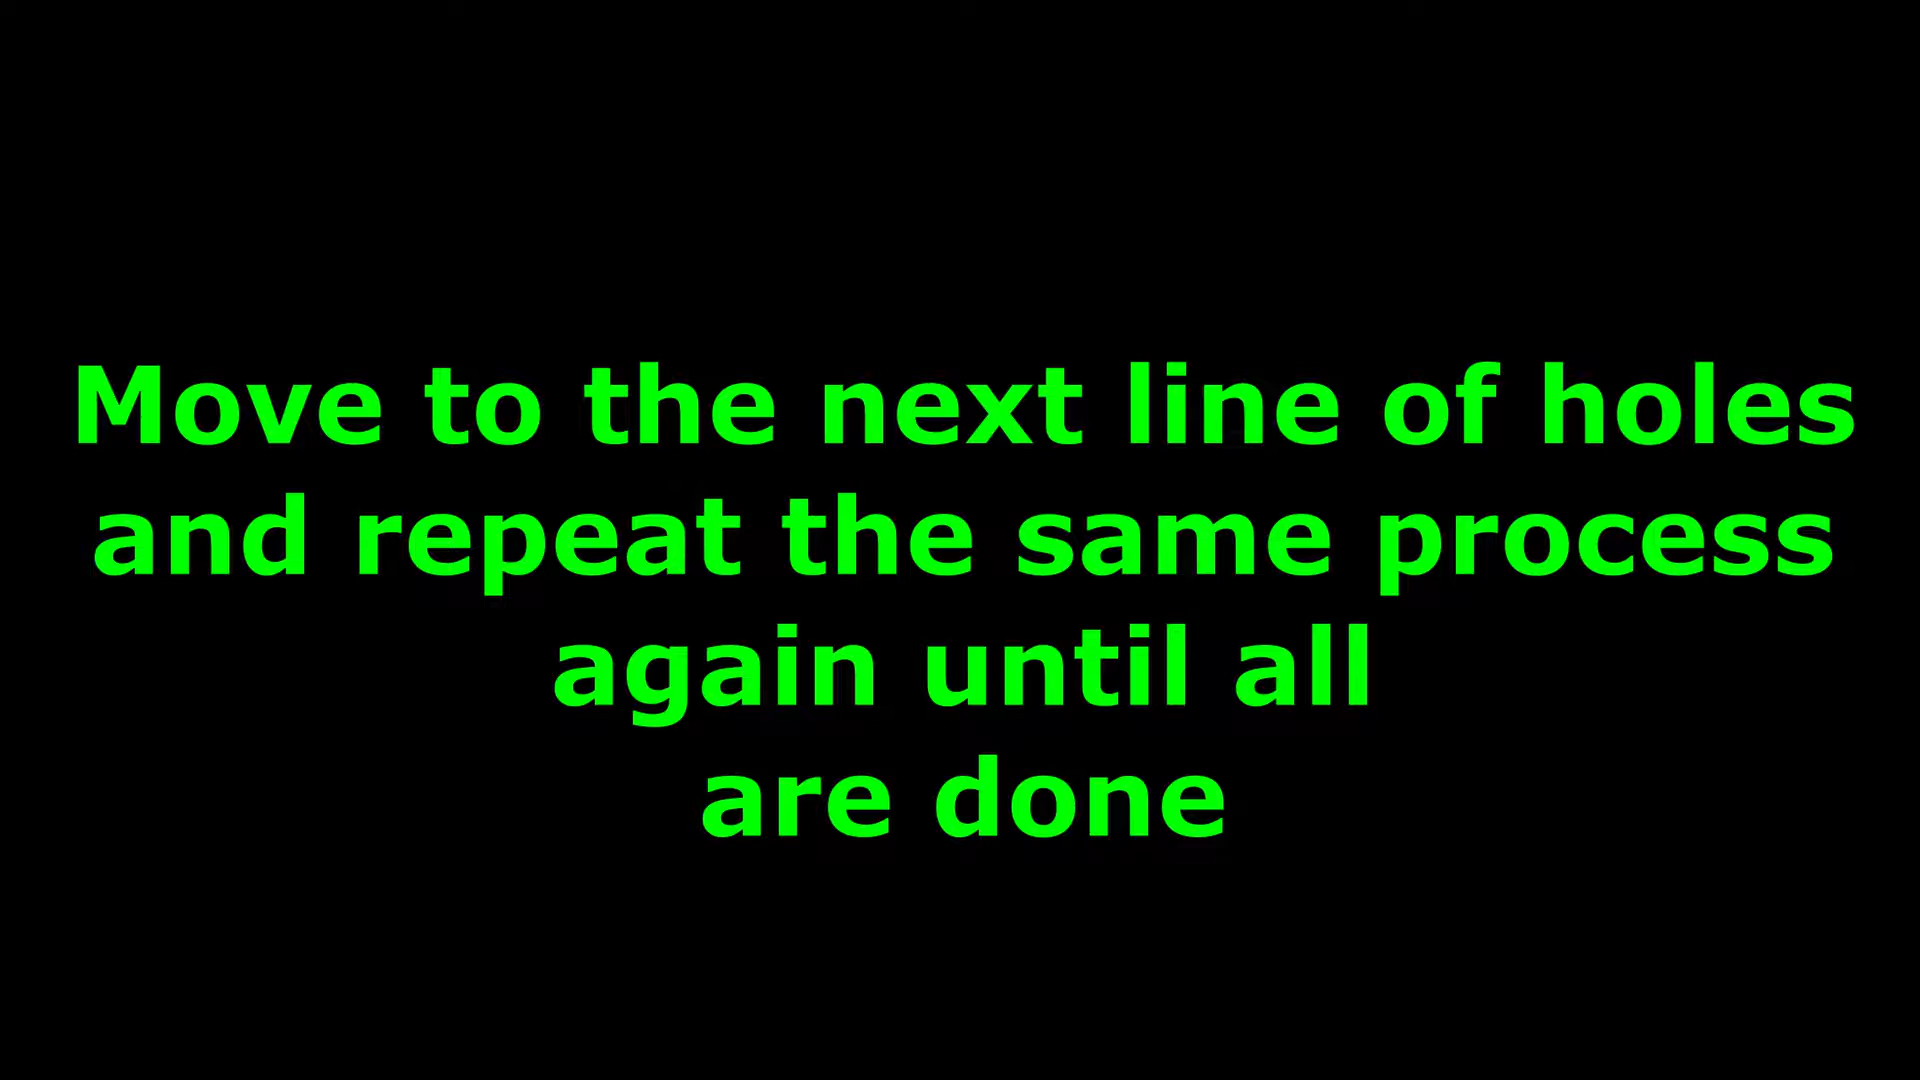 Move to the next line of holes
and repeat the same process
again until all
are done